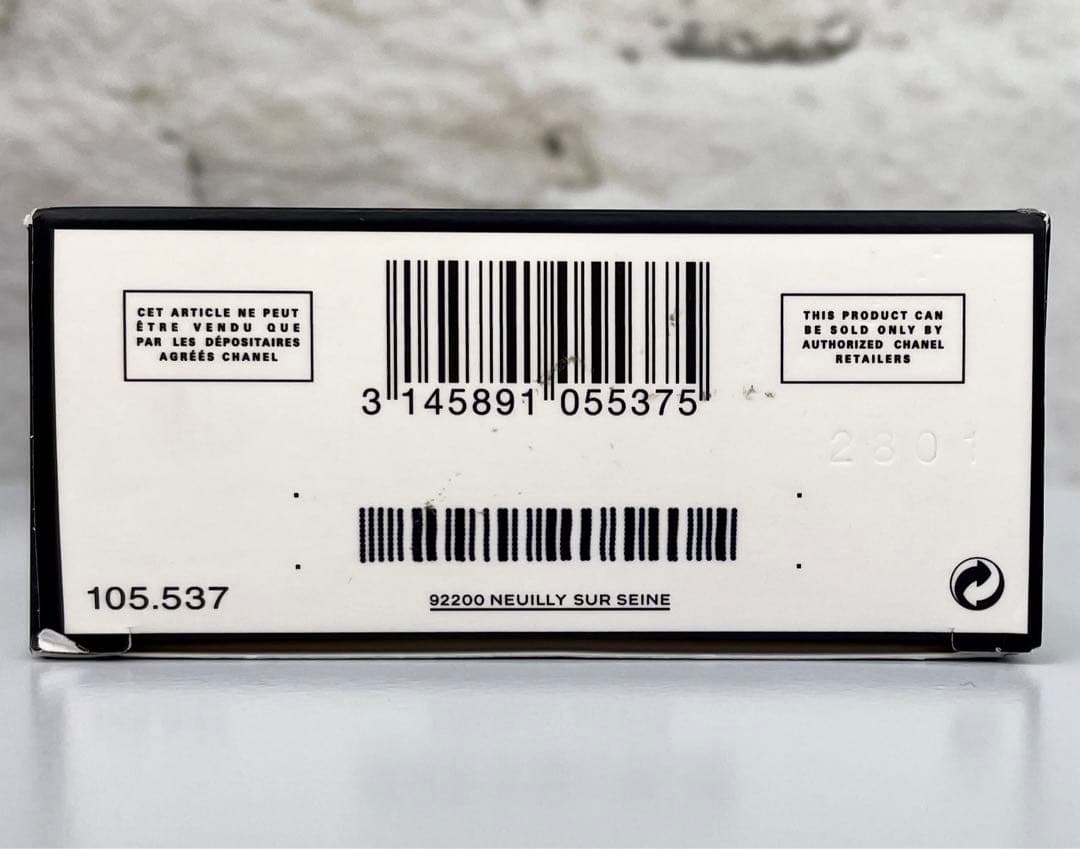 CET ARTICLE NE PEUT
ÊTRE VENDU QUE
PAR LES DÉPOSITAIRES
AGRÉÉS CHANEL
THIS PRODUCT CAN
BE SOLD ONLY BY
AUTHORIZED CHANEL
RETAILERS
3 145891 055375
2801
105.537
92200 NEUILLY SUR SEINE